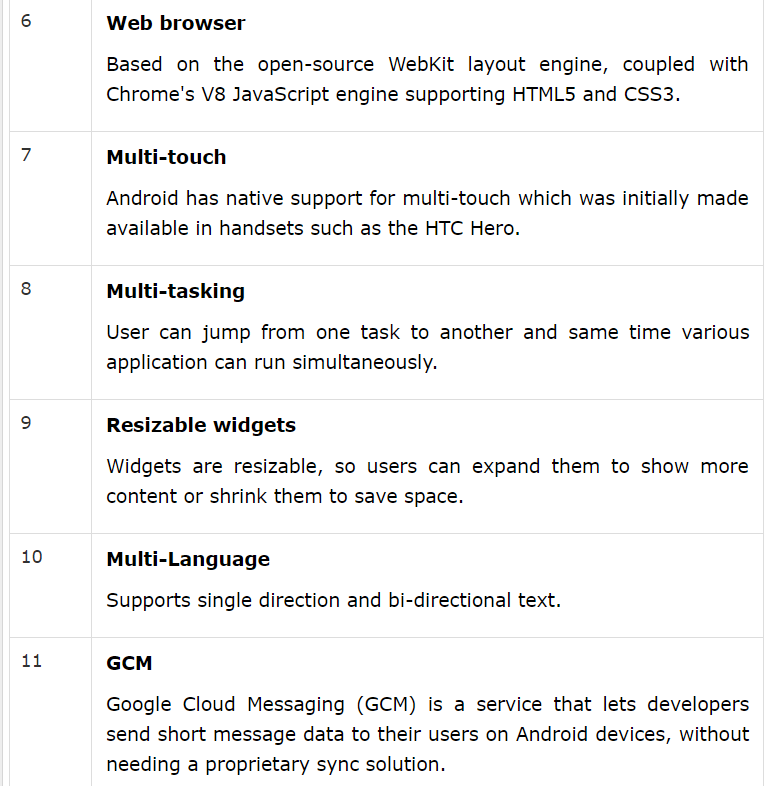 6
Web browser
Based on the open-source WebKit layout engine, coupled with
Chrome's V8 JavaScript engine supporting HTML5 and CSS3.
7
Multi-touch
Android has native support for multi-touch which was initially made
available in handsets such as the HTC Hero.
8
Multi-tasking
User can jump from one task to another and same time various
application can run simultaneously.
9
Resizable widgets
Widgets are resizable, so users can expand them to show more
content or shrink them to save space.
10
Multi-Language
Supports single direction and bi-directional text.
11
GCM
Google Cloud Messaging (GCM) is a service that lets developers
send short message data to their users on Android devices, without
needing a proprietary sync solution.